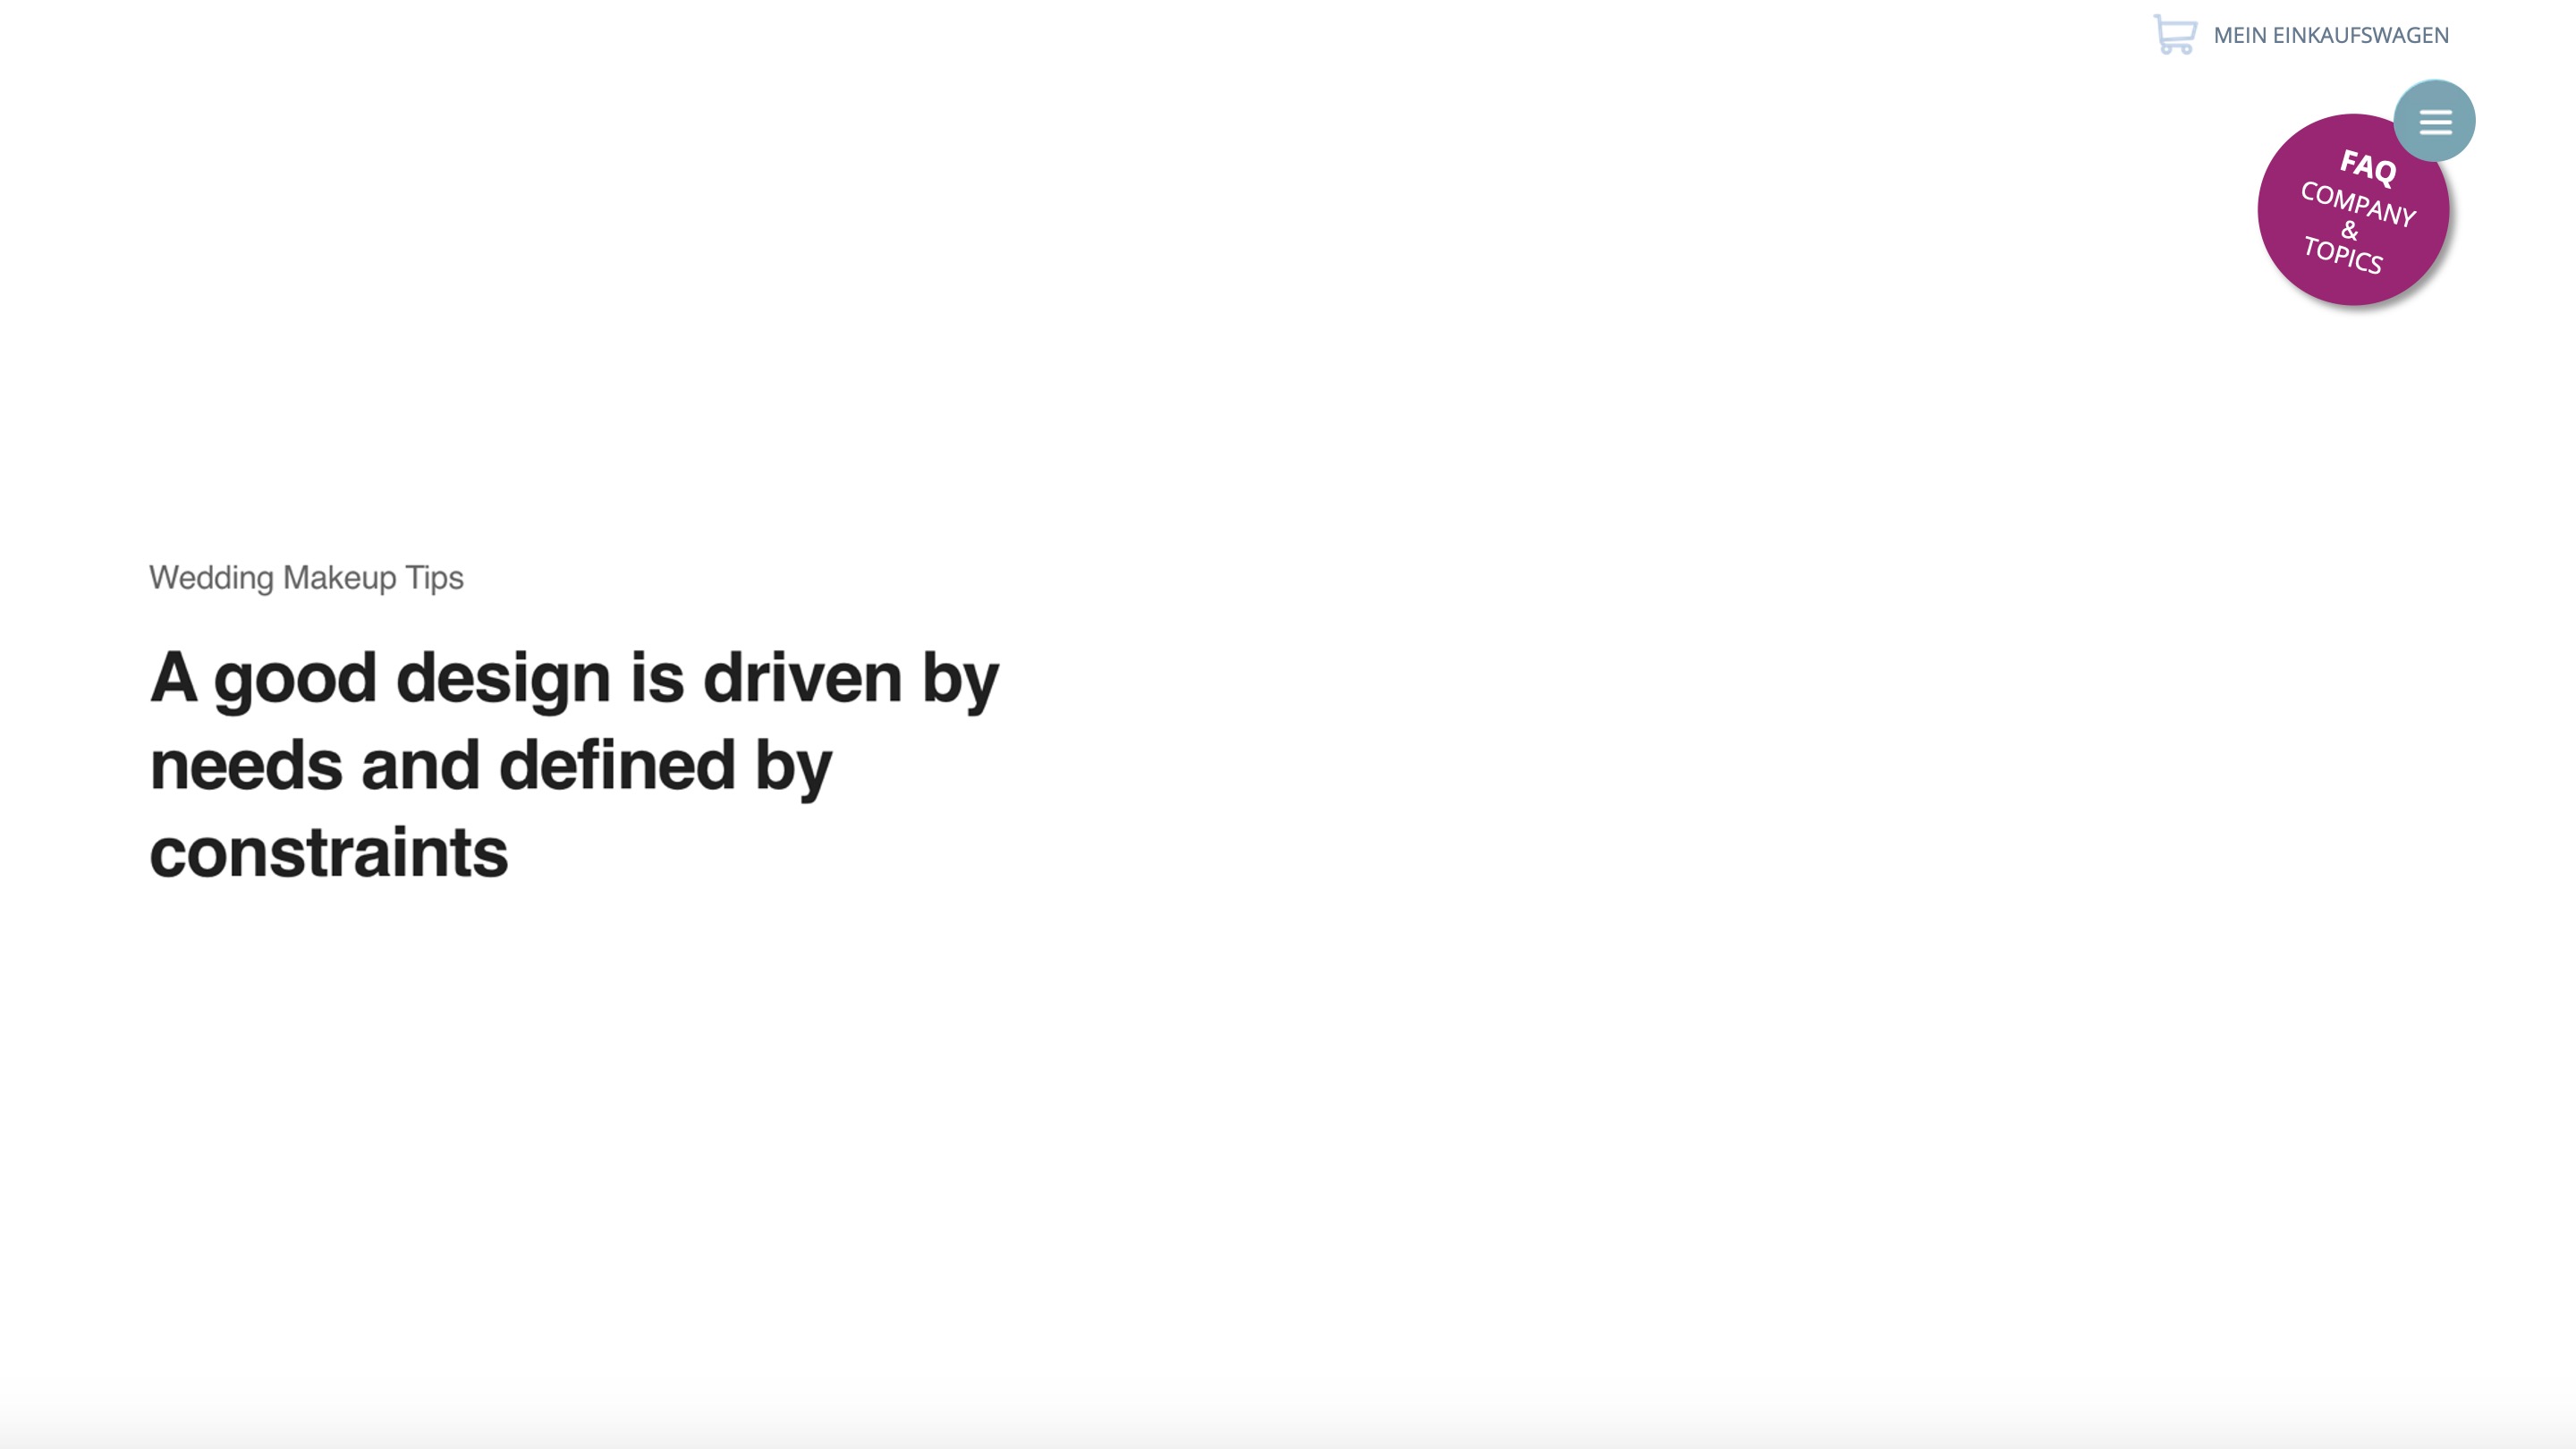 MEIN EINKAUFSWAGEN
FAQ
COMPANY
&
TOPICS
Wedding Makeup Tips
A good design is driven by
needs and defined by
constraints